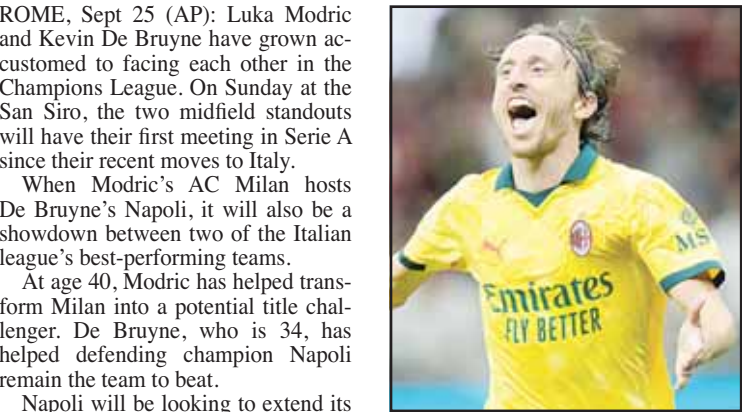 ROME, Sept 25 (AP): Luka Modric
and Kevin De Bruyne have grown ac-
customed to facing each other in the
Champions League. On Sunday at the
San Siro, the two midfield standouts
will have their first meeting in Serie A
since their recent moves to Italy.
When Modric's AC Milan hosts
De Bruyne's Napoli, it will also be a
showdown between two of the Italian
league's best-performing teams.
At age 40, Modric has helped trans-
form Milan into a potential title chal-
lenger. De Bruyne, who is 34, has
helped defending champion Napoli
remain the team to beat.
Napoli will be looking to extend its
MS
Emirates
FLY BETTER